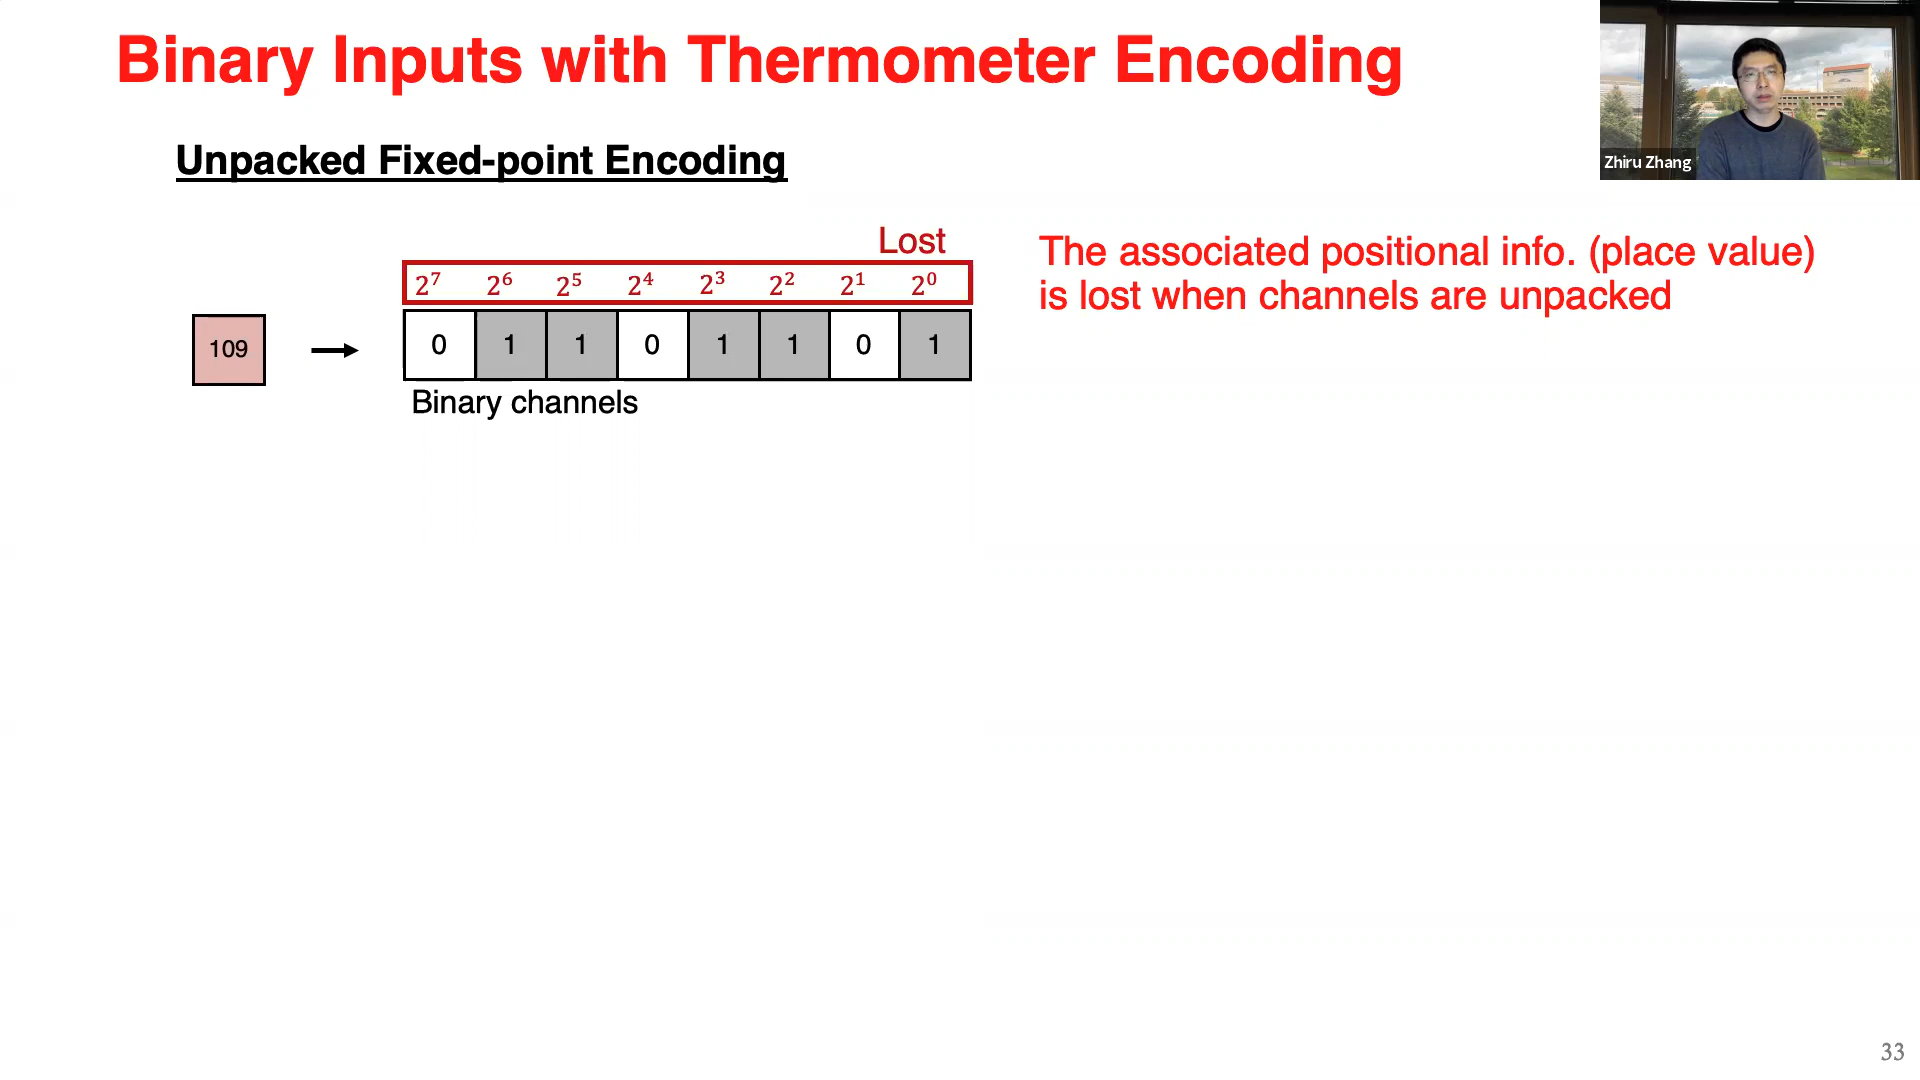 Binary Inputs with Thermometer Encoding
Zhiru Zhang
Unpacked Fixed-point Encoding
Lost
2⁷ 2⁶ 2⁵ 2⁴ 2³ 2² 2¹ 2⁰
109
0 1 1 0 1 1 0 1
Binary channels
The associated positional info. (place value)
is lost when channels are unpacked
33